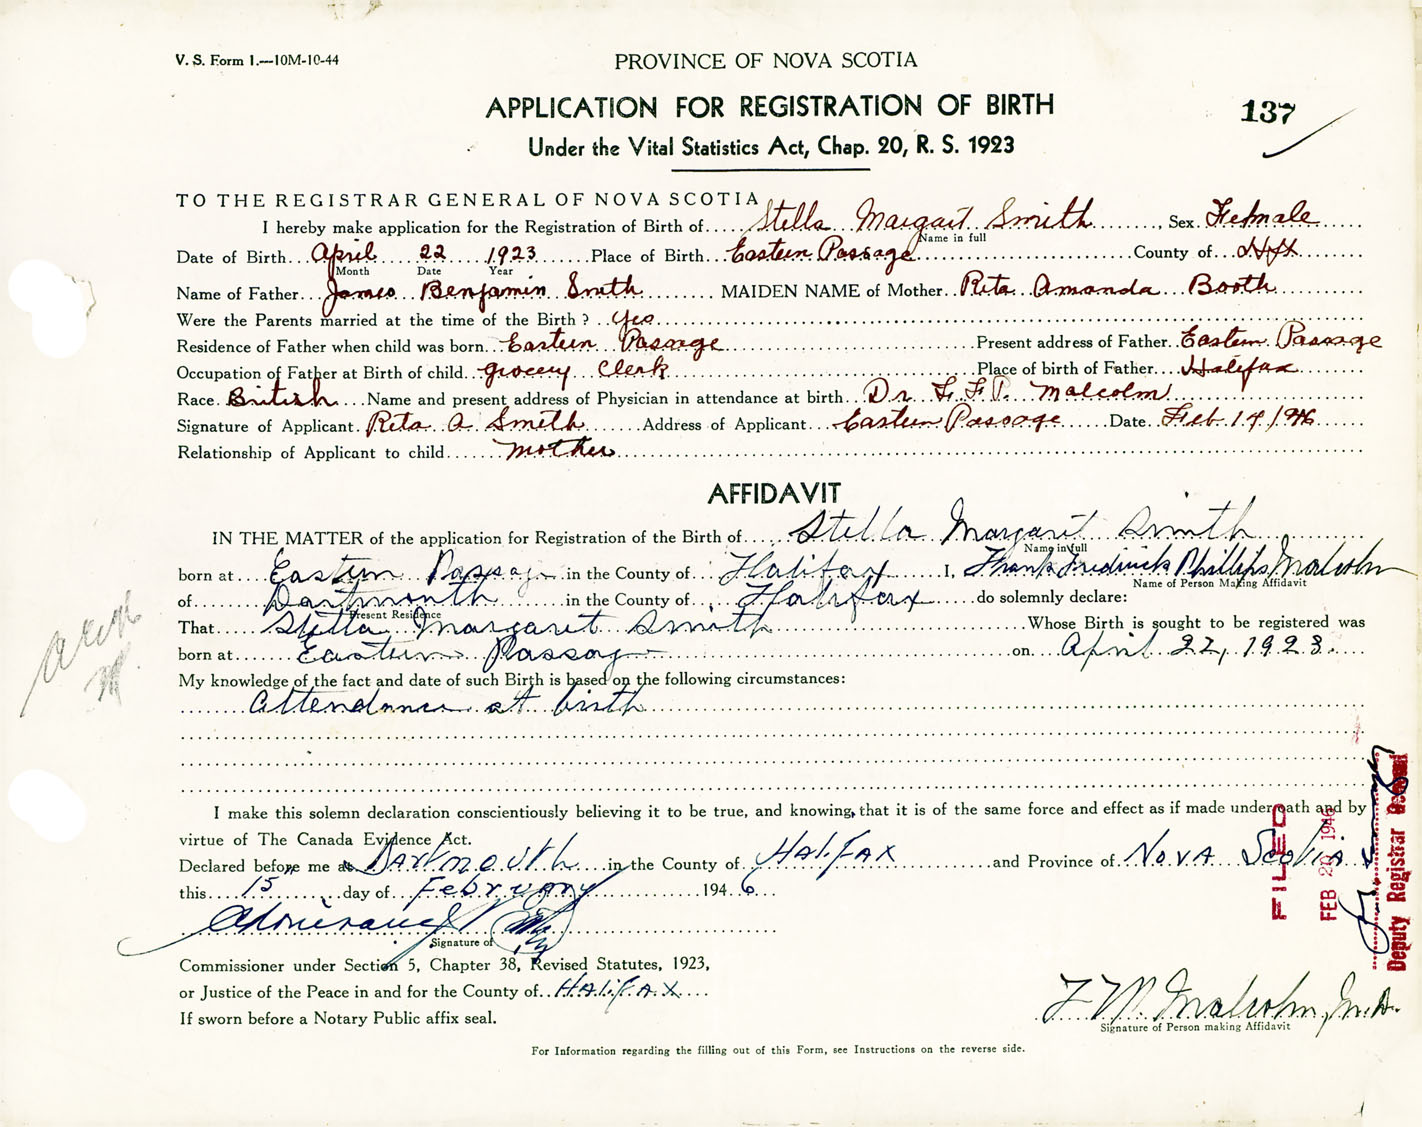 V. S. Form 1.—10M-10-44
PROVINCE OF NOVA SCOTIA
APPLICATION FOR REGISTRATION OF BIRTH
137
Under the Vital Statistics Act, Chap. 20, R. S. 1923
TO THE REGISTRAR GENERAL OF NOVA SCOTIA
I hereby make application for the Registration of Birth of Stella Margaret Smith, Sex Female
Name in full
Date of Birth April 22 1923 Place of Birth Eastern Passage County of Hfx
Month Date Year
Name of Father James Benjamin Smith MAIDEN NAME of Mother Rita Amanda Booth
Were the Parents married at the time of the Birth ? Yes
Residence of Father when child was born Eastern Passage Present address of Father Eastern Passage
Occupation of Father at Birth of child Grocery Clerk Place of birth of Father Halifax
Race British Name and present address of Physician in attendance at birth Dr. F. F. P. Malcolm
Signature of Applicant Rita A Smith Address of Applicant Eastern Passage Date Feb 14 1946
Relationship of Applicant to child mother
AFFIDAVIT
IN THE MATTER of the application for Registration of the Birth of Stella Margaret Smith
Name in full
born at Eastern Passage in the County of Halifax I, Frank Fredrick Phillips Malcolm
Name of Person Making Affidavit
of Dartmouth in the County of Halifax do solemnly declare:
Present Residence
That Stella Margaret Smith Whose Birth is sought to be registered was
born at Eastern Passage on April 22, 1923.
My knowledge of the fact and date of such Birth is based on the following circumstances:
Attendance at birth
I make this solemn declaration conscientiously believing it to be true, and knowing that it is of the same force and effect as if made under oath and by
virtue of The Canada Evidence Act.
Declared before me at Dartmouth in the County of Halifax and Province of Nova Scotia
this 15 day of February 1946
Signature of
Commissioner under Section 5, Chapter 38, Revised Statutes, 1923,
or Justice of the Peace in and for the County of Halifax
If sworn before a Notary Public affix seal.
Malcolm, M.D.
Signature of Person making Affidavit
For Information regarding the filling out of this Form, see Instructions on the reverse side.
FILED
FEB 20 1946
Deputy Registrar General